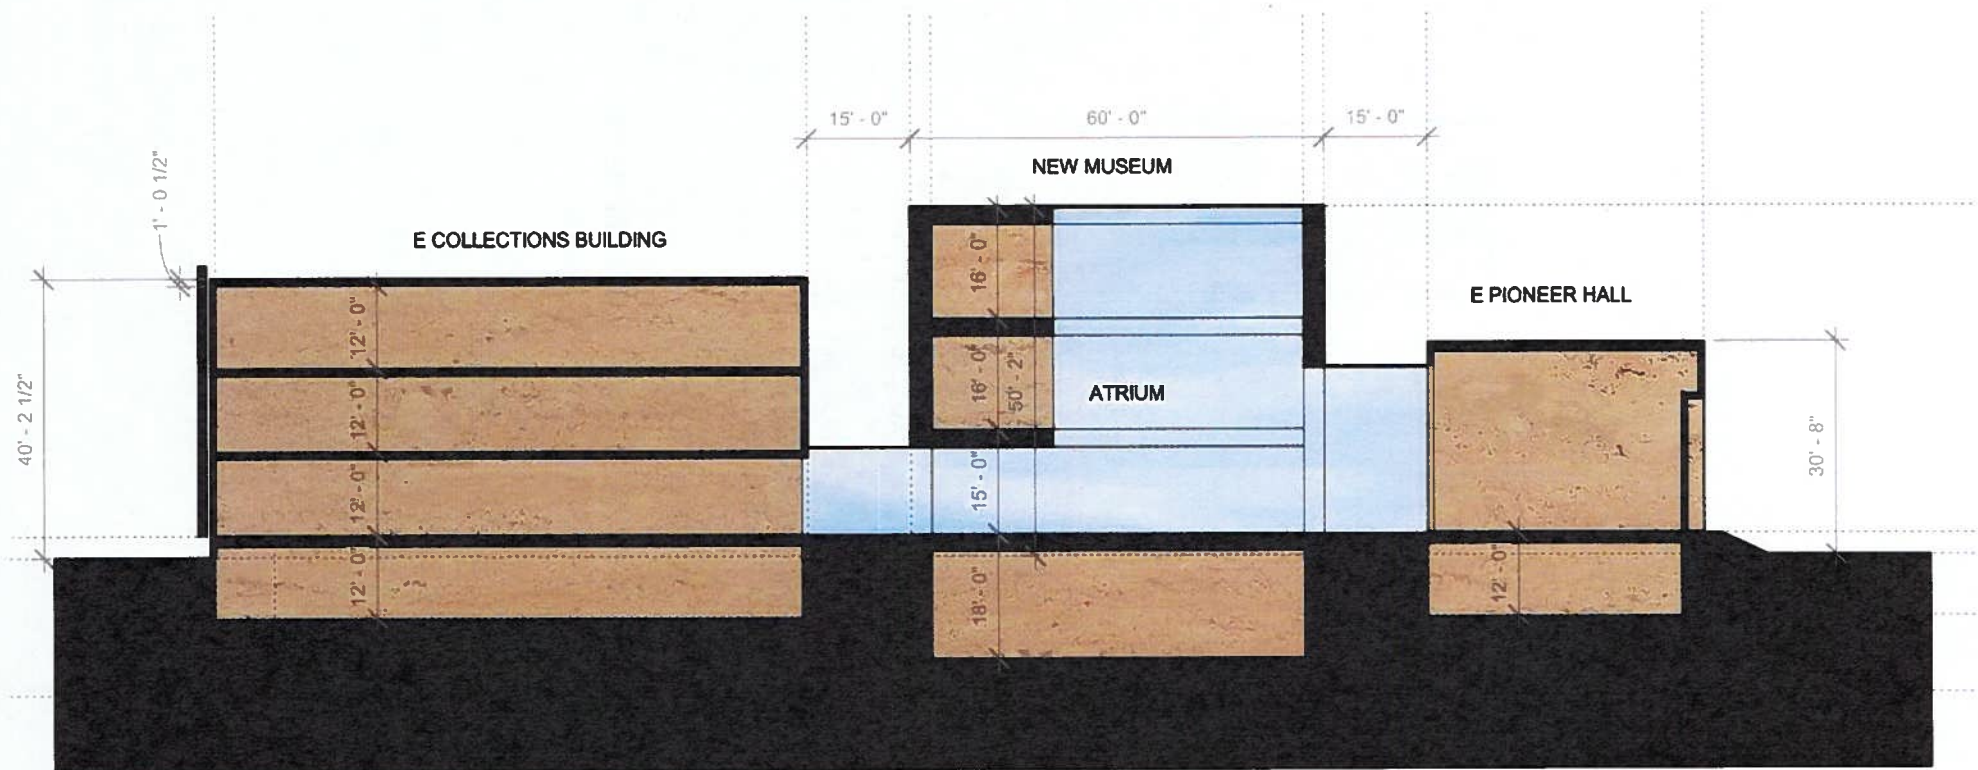 15' - 0"
60' - 0"
15' - 0"
NEW MUSEUM
1' - 0 1/2"
E COLLECTIONS BUILDING
E PIONEER HALL
40' - 2 1/2"
12' - 0"
12' - 0"
12' - 0"
12' - 0"
16' - 0"
16' - 0"
50' - 2"
ATRIUM
15' - 0"
18' - 0"
12' - 0"
30' - 8"